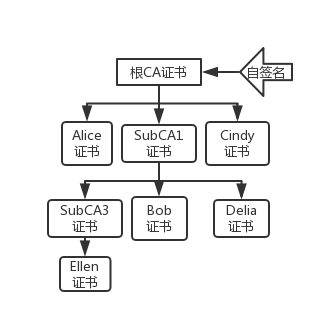 根CA证书
自签名
Alice
证书
SubCA1
证书
Cindy
证书
SubCA3
证书
Bob
证书
Delia
证书
Ellen
证书